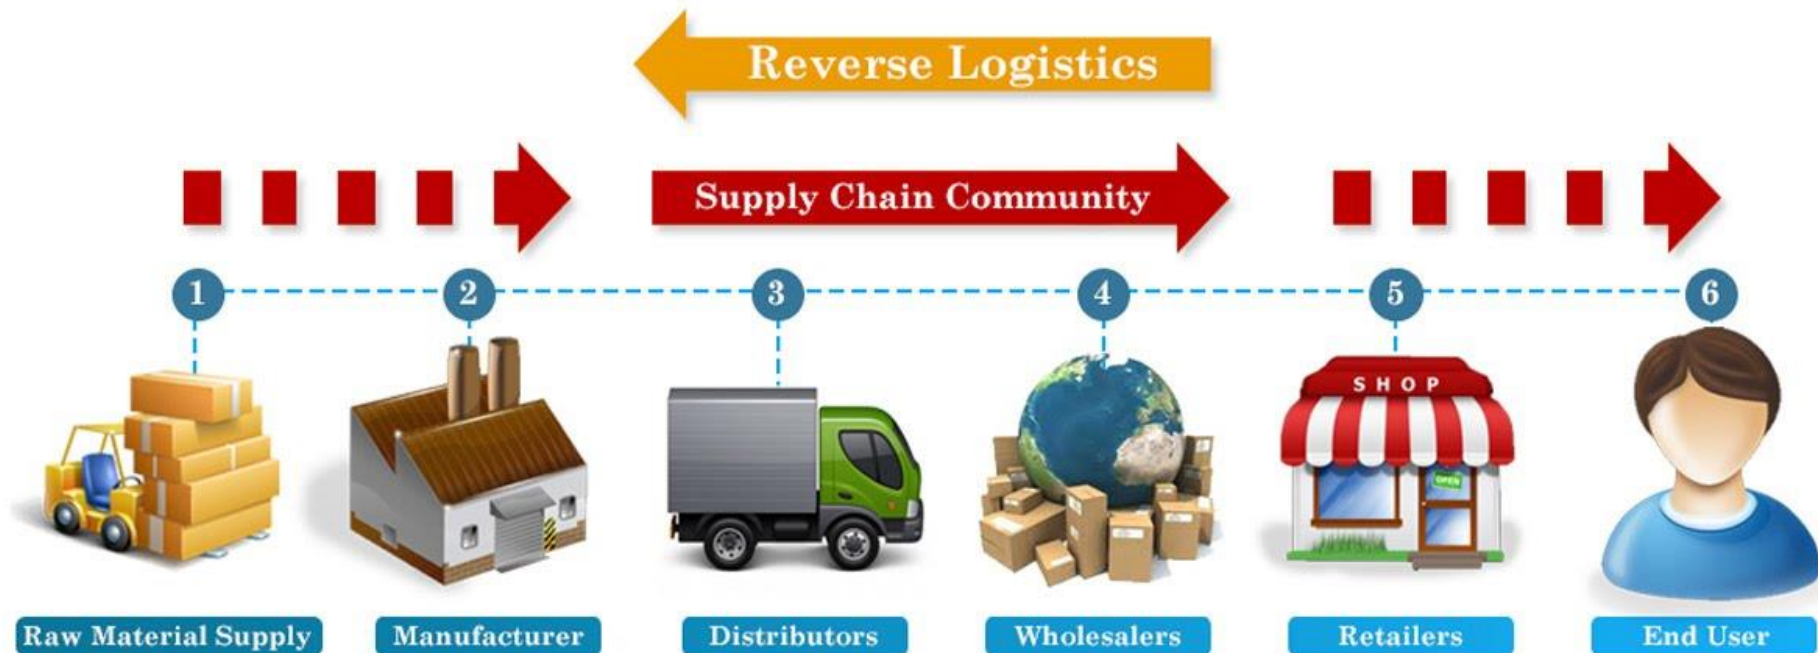 Reverse Logistics
Supply Chain Community
1
2
3
4
5
6
SHOP
OPEN
Raw Material Supply
Manufacturer
Distributors
Wholesalers
Retailers
End User